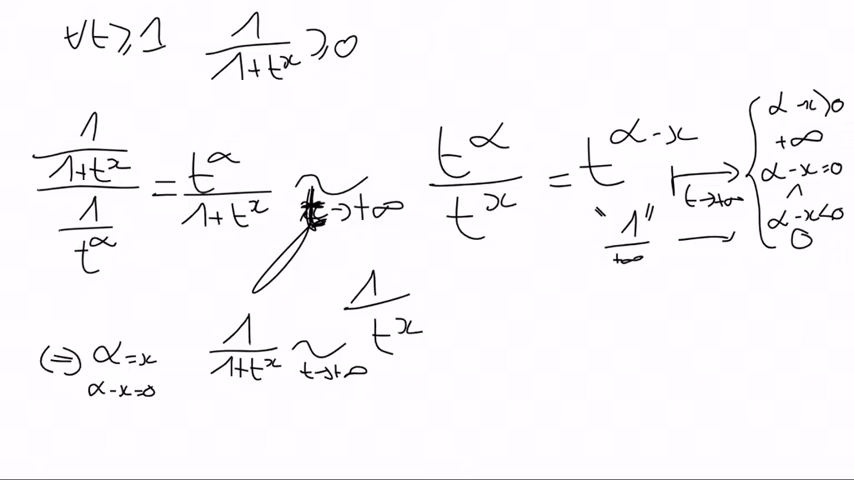 ∀t≥1 1/(1+t^x) ≥0
(1/(1+t^x))/(1/t^α) = t^α/(1+t^x) ~ t→+∞ t^α/t^x = t^(α-x) ↦ t→+∞ { α-x>0
+∞
α-x=0
1
α-x<0
0
"1/+∞" →
(⇒) α=x 1/(1+t^x) ~ t→+∞ 1/t^x
α-x=0